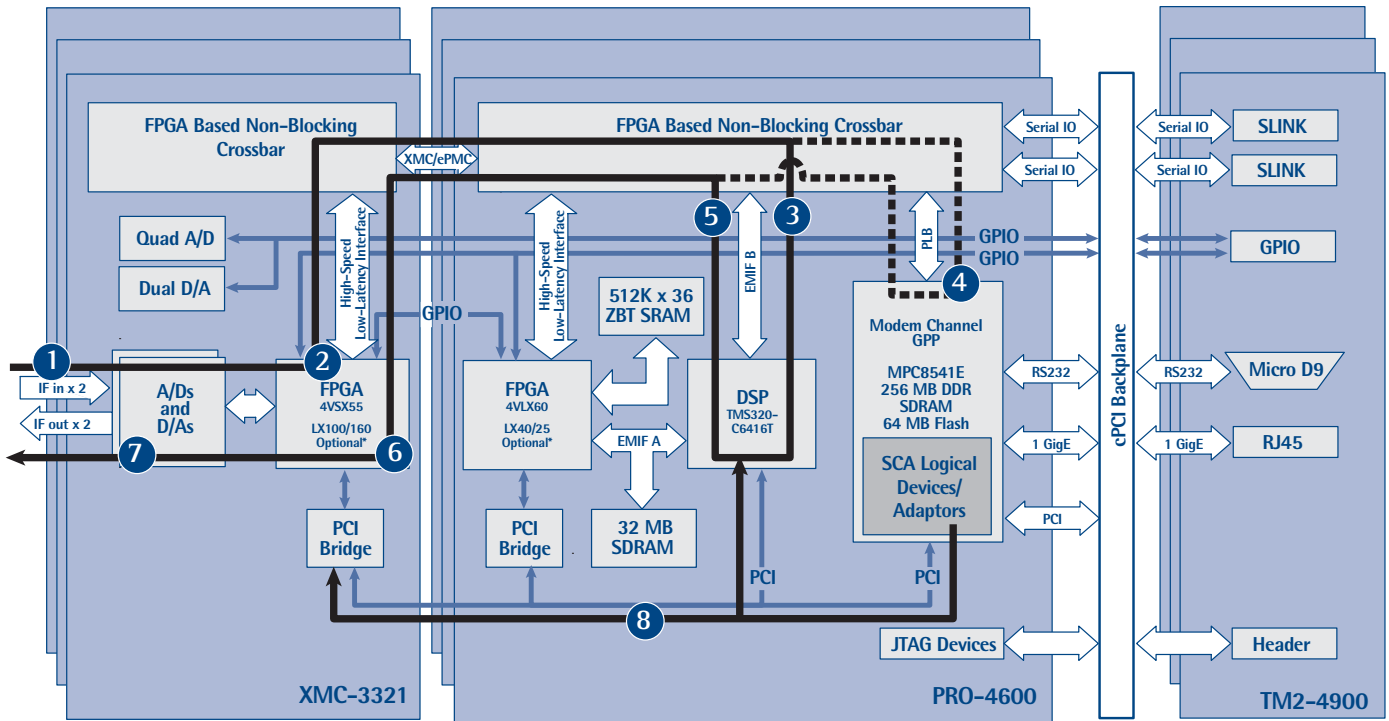 FPGA Based Non-Blocking
Crossbar
XMC/ePMC
FPGA Based Non-Blocking Crossbar
Serial IO
Serial IO
SLINK
Serial IO
Serial IO
SLINK
Quad A/D
Dual D/A
High-Speed
Low-Latency Interface
High-Speed
Low-Latency Interface
5
3
EMIF B
PLB
GPIO
GPIO
GPIO
GPIO
512K x 36
ZBT SRAM
4
Modem Channel
GPP
MPC8541E
256 MB DDR
SDRAM
64 MB Flash
SCA Logical
Devices/
Adaptors
1
IF in x 2
IF out x 2
A/Ds
and
D/As
7
2
FPGA
4VSX55
LX100/160
Optional*
6
FPGA
4VLX60
LX40/25
Optional*
EMIF A
DSP
TMS320-
C6416T
RS232
RS232
Micro D9
1 GigE
1 GigE
RJ45
PCI
cPCI Backplane
PCI
Bridge
PCI
Bridge
32 MB
SDRAM
PCI
PCI
8
JTAG Devices
Header
XMC-3321
PRO-4600
TM2-4900